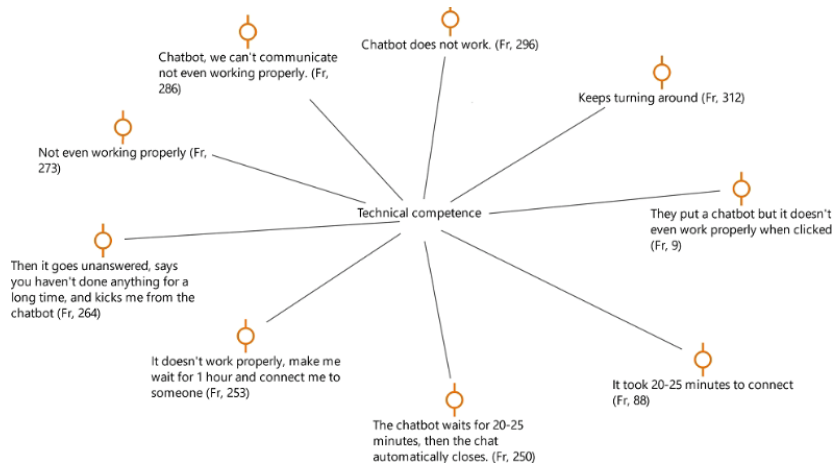 Chatbot does not work. (Fr, 296)
Chatbot, we can't communicate
not even working properly. (Fr,
286)
Keeps turning around (Fr, 312)
Not even working properly (Fr,
273)
Technical competence
They put a chatbot but it doesn't
even work properly when clicked
(Fr, 9)
Then it goes unanswered, says
you haven't done anything for a
long time, and kicks me from the
chatbot (Fr, 264)
It doesn't work properly, make me
wait for 1 hour and connect me to
someone (Fr, 253)
It took 20-25 minutes to connect
(Fr, 88)
The chatbot waits for 20-25
minutes, then the chat
automatically closes. (Fr, 250)